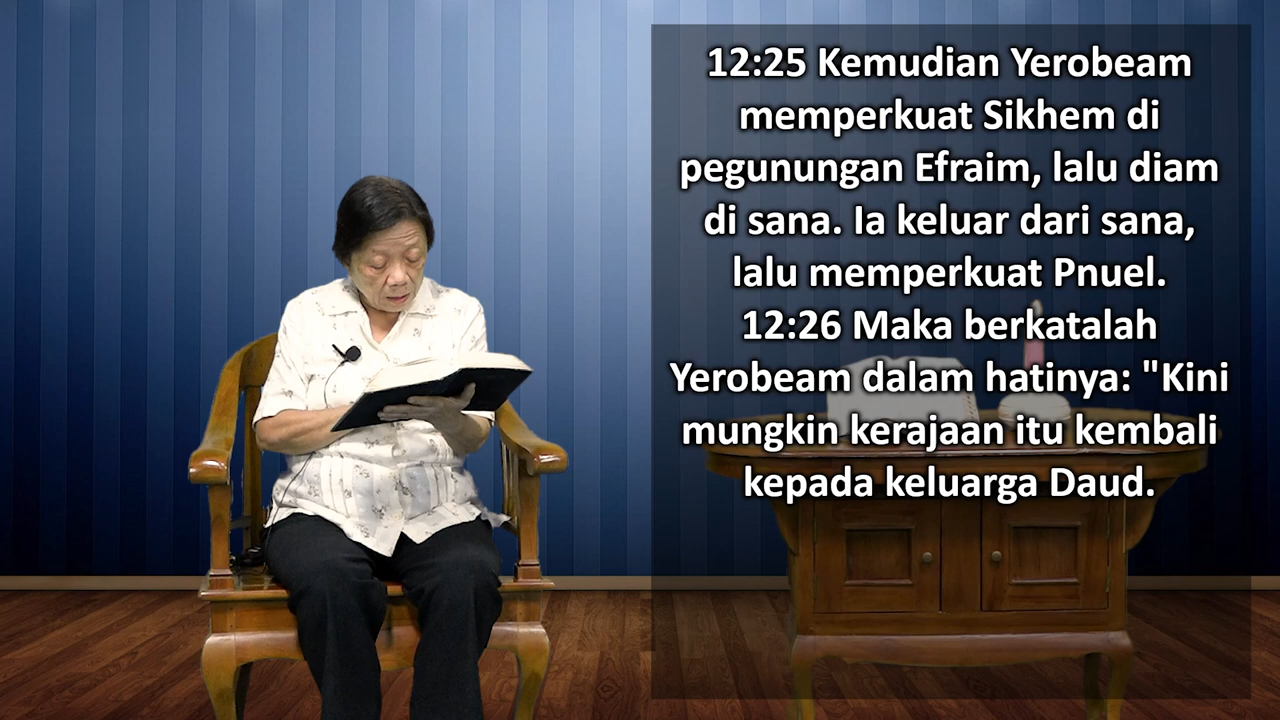 12:25 Kemudian Yerobeam
memperkuat Sikhem di
pegunungan Efraim, lalu diam
di sana. Ia keluar dari sana,
lalu memperkuat Pnuel.
12:26 Maka berkatalah
Yerobeam dalam hatinya: "Kini
mungkin kerajaan itu kembali
kepada keluarga Daud.